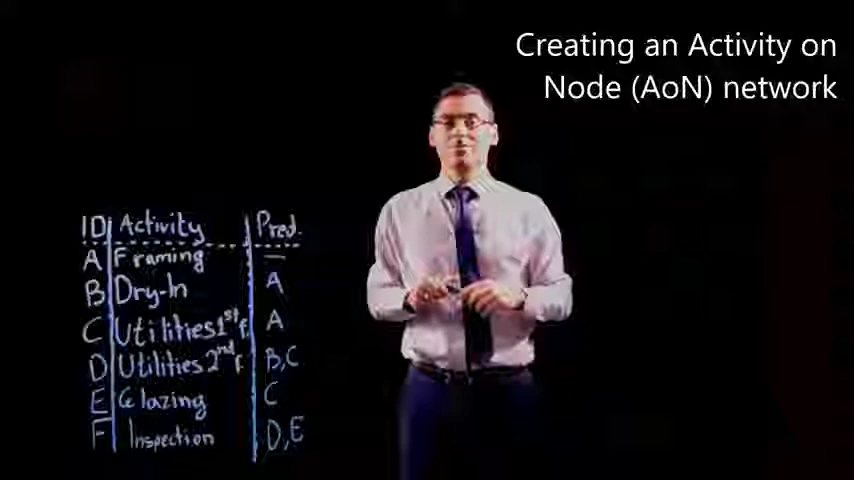 Creating an Activity on
Node (AoN) network
ID Activity Pred.
A Framing —
B Dry-In A
C Utilities 1st f. A
D Utilities 2nd f. B,C
E Glazing C
F Inspection D,E